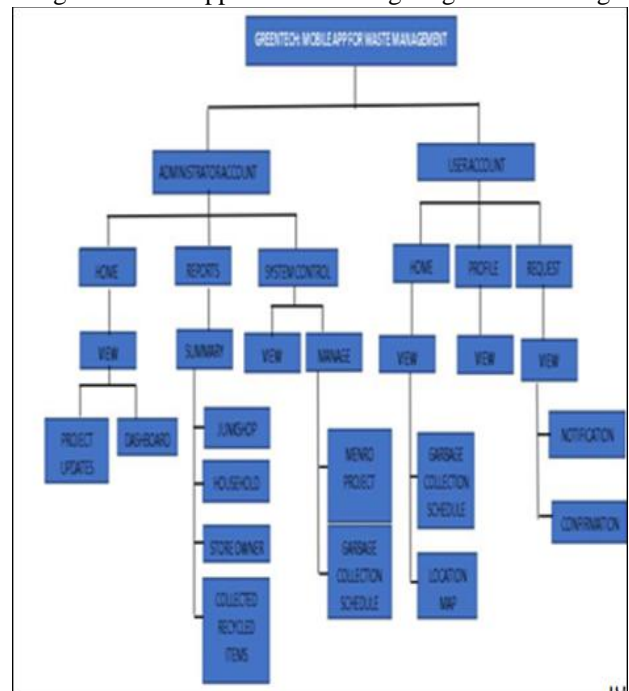 GREENTECH: MOBILE APP FOR WASTE MANAGEMENT
ADMINISTRATOR ACCOUNT
USER ACCOUNT
HOME
REPORTS
SYSTEM CONTROL
HOME
PROFILE
REQUEST
VIEW
SUMMARY
VIEW
MANAGE
VIEW
VIEW
VIEW
PROJECT
UPDATES
DASHBOARD
JUNKSHOP
HOUSEHOLD
STORE OWNER
COLLECTED
RECYCLED
ITEMS
MENRO
PROJECT
GARBAGE
COLLECTION
SCHEDULE
GARBAGE
COLLECTION
SCHEDULE
LOCATION
MAP
NOTIFICATION
CONFIRMATION